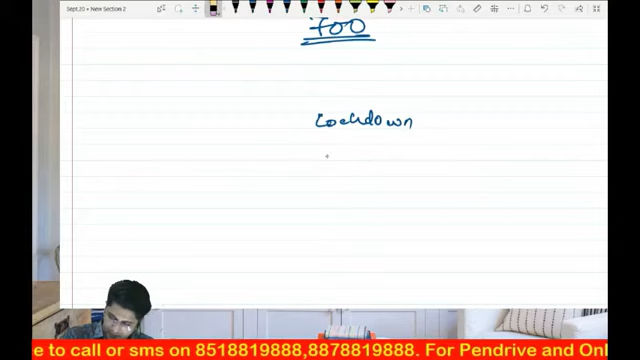 Sept.20 • New Section 2
700
Lockdown
e to call or sms on 8518819888,8878819888. For Pendrive and Onl